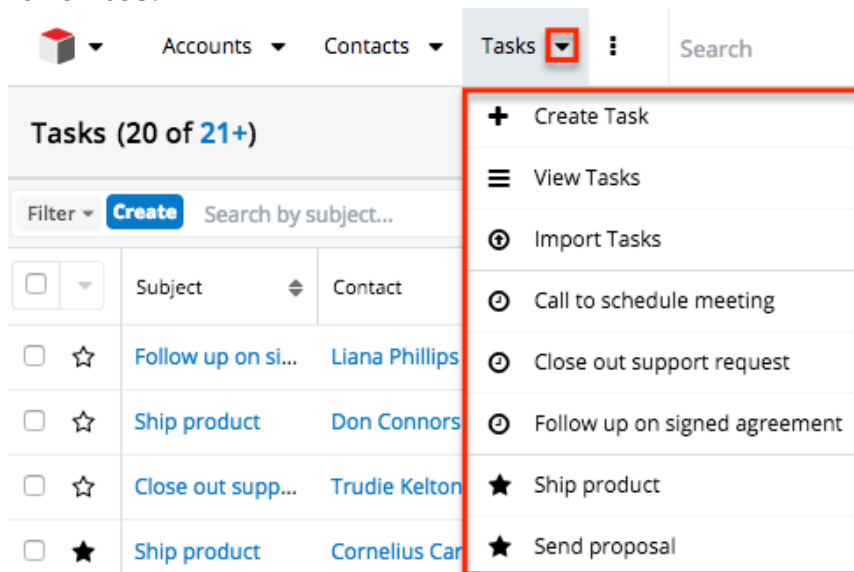 Accounts Contacts Tasks Search
Tasks (20 of 21+)
Filter Create Search by subject...
Subject Contact
Follow up on si... Liana Phillips
Ship product Don Connors
Close out supp... Trudie Kelton
Ship product Cornelius Car
Create Task
View Tasks
Import Tasks
Call to schedule meeting
Close out support request
Follow up on signed agreement
Ship product
Send proposal